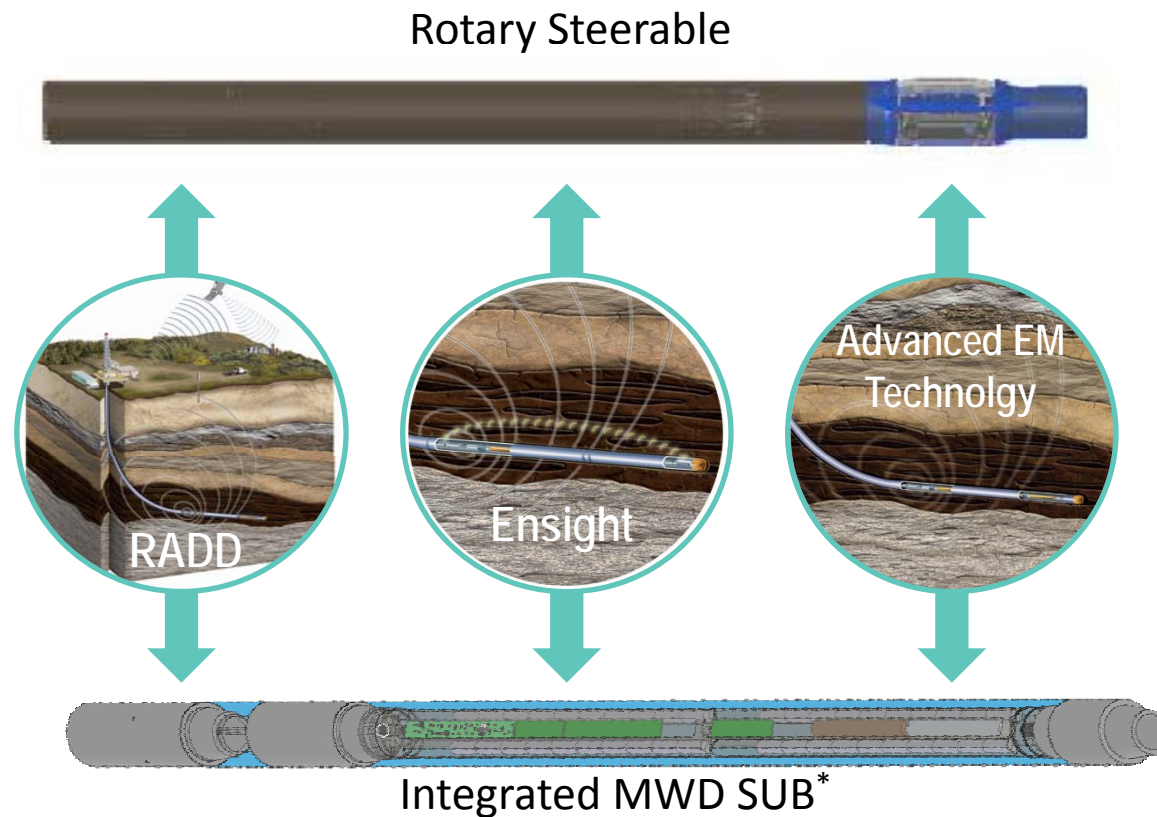 Rotary Steerable
RADD
Ensight
Advanced EM
Technolgy
Integrated MWD SUB*